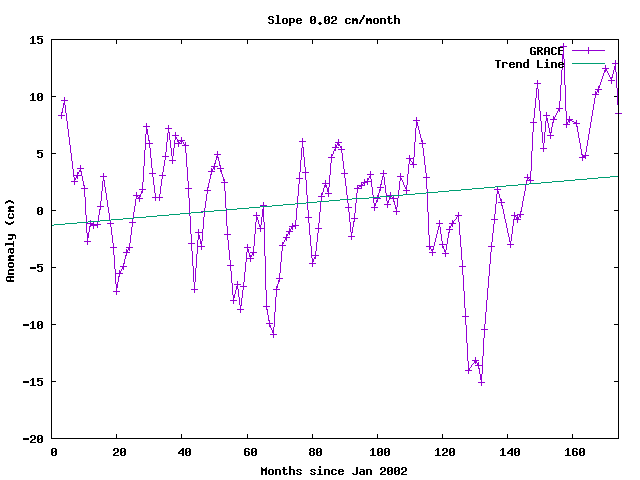 Slope 0.02 cm/month
GRACE
Trend Line
15
10
5
0
-5
-10
-15
-20
Anomaly (cm)
0 20 40 60 80 100 120 140 160
Months since Jan 2002